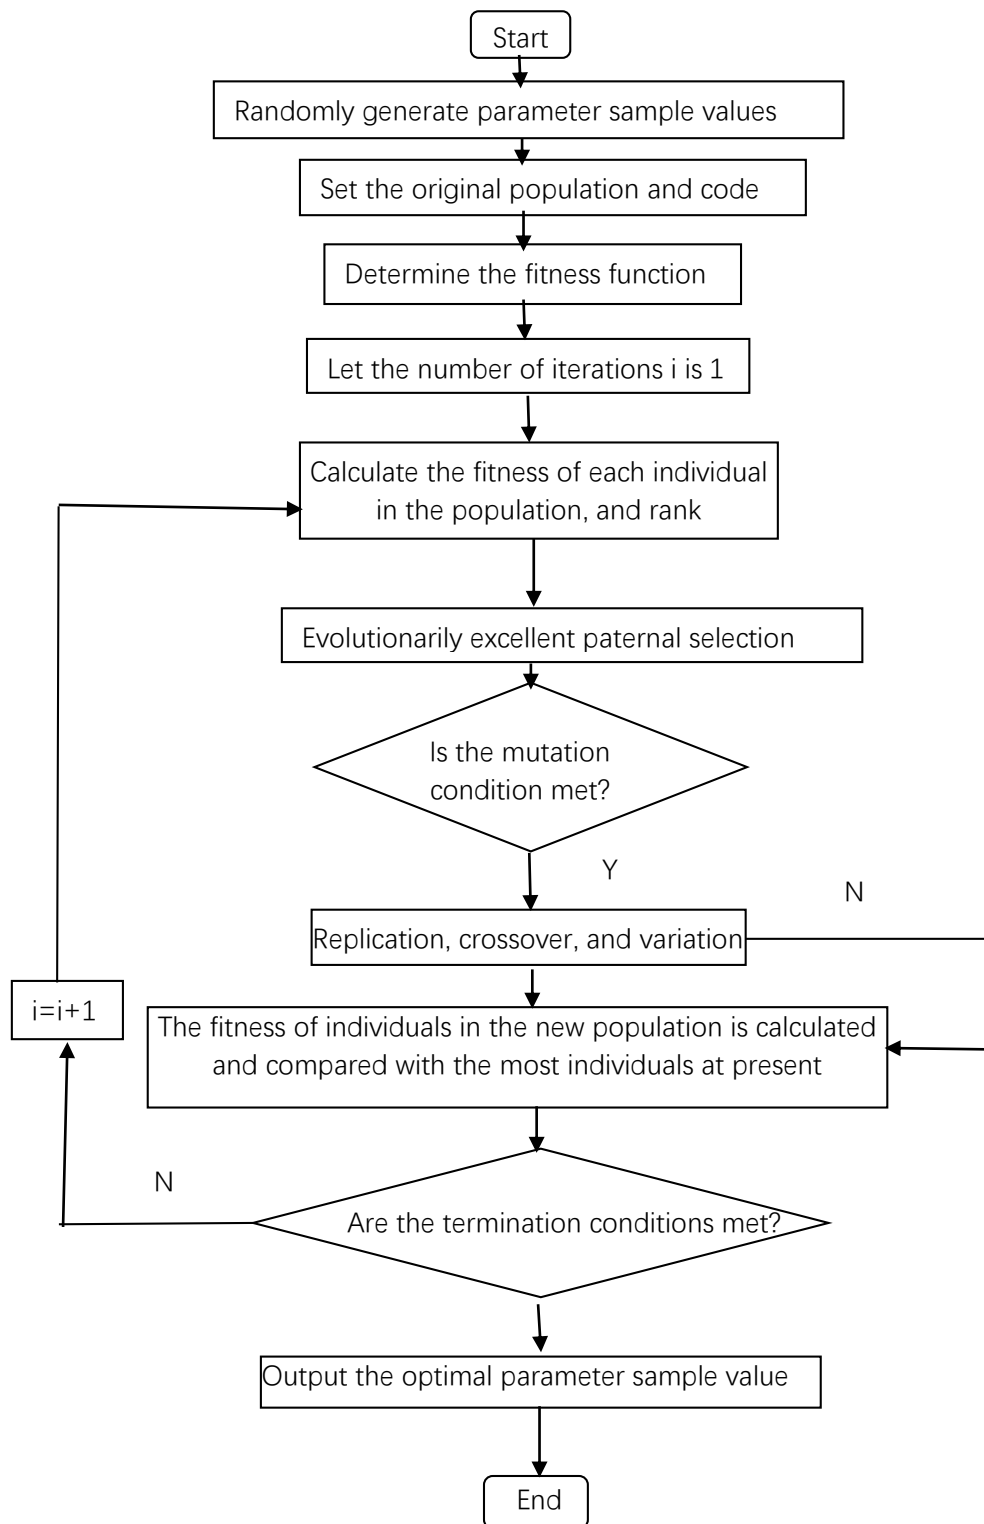 Start
Randomly generate parameter sample values
Set the original population and code
Determine the fitness function
Let the number of iterations i is 1
Calculate the fitness of each individual
in the population, and rank
Evolutionarily excellent paternal selection
Is the mutation
condition met?
Y
N
Replication, crossover, and variation
i=i+1
The fitness of individuals in the new population is calculated
and compared with the most individuals at present
N
Are the termination conditions met?
Output the optimal parameter sample value
End